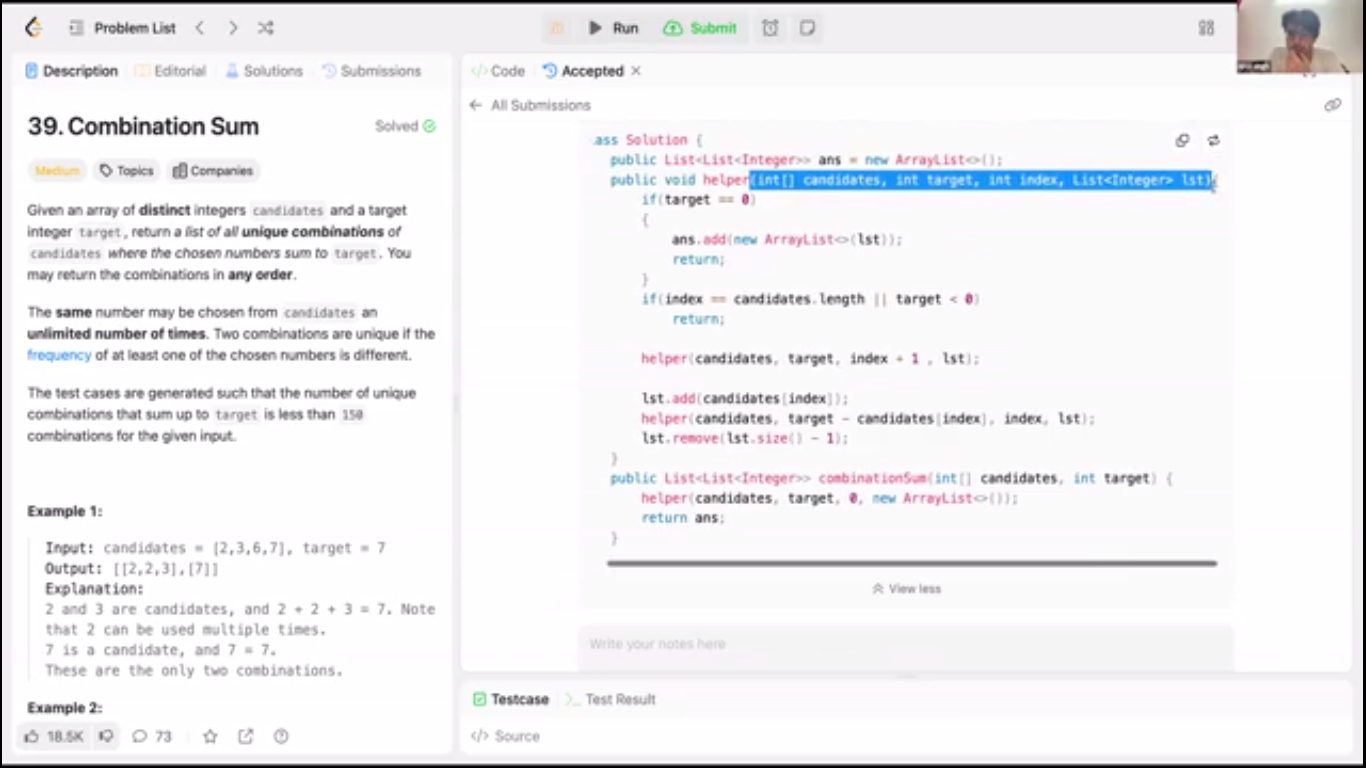 Problem List
Run
Submit
Description
Editorial
Solutions
Submissions
Code
Accepted
All Submissions
39. Combination Sum
Solved
Medium
Topics
Companies
Given an array of distinct integers candidates and a target
integer target, return a list of all unique combinations of
candidates where the chosen numbers sum to target. You
may return the combinations in any order.
The same number may be chosen from candidates an
unlimited number of times. Two combinations are unique if the
frequency of at least one of the chosen numbers is different.
The test cases are generated such that the number of unique
combinations that sum up to target is less than 150
combinations for the given input.
Example 1:
Input: candidates = [2,3,6,7], target = 7
Output: [[2,2,3],[7]]
Explanation:
2 and 3 are candidates, and 2 + 2 + 3 = 7. Note
that 2 can be used multiple times.
7 is a candidate, and 7 = 7.
These are the only two combinations.
Example 2:
18.5K
73
ass Solution {
public List<List<Integer>> ans = new ArrayList<>();
public void helper(int[] candidates, int target, int index, List<Integer> lst){
if(target == 0)
{
ans.add(new ArrayList<>(lst));
return;
}
if(index == candidates.length || target < 0)
return;
helper(candidates, target, index + 1 , lst);
lst.add(candidates[index]);
helper(candidates, target - candidates[index], index, lst);
lst.remove(lst.size() - 1);
}
public List<List<Integer>> combinationSum(int[] candidates, int target) {
helper(candidates, target, 0, new ArrayList<>());
return ans;
}
View less
Write your notes here
Testcase
Test Result
Source